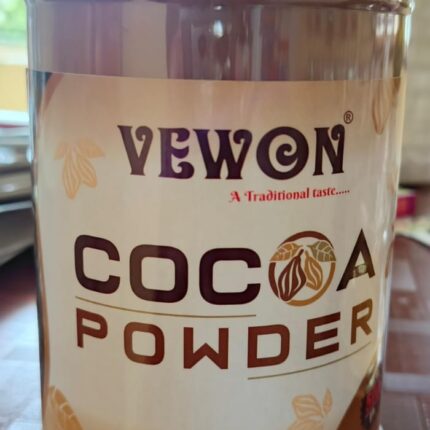 VEWON®
A Traditional taste.....
COCOA
POWDER